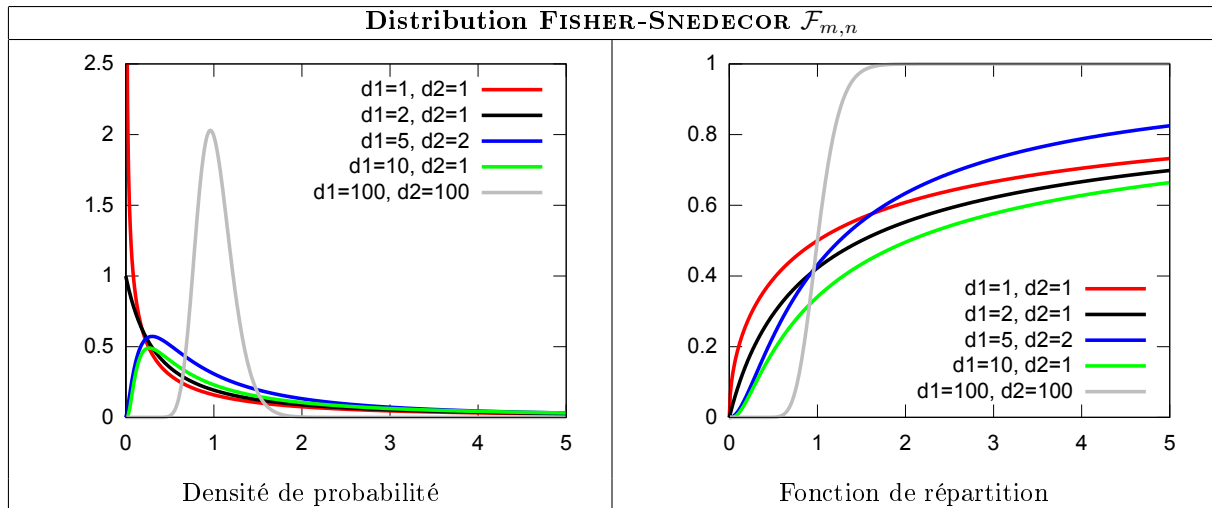 Distribution FISHER-SNEDECOR F_{m,n}
2.5
2
1.5
1
0.5
0
0 1 2 3 4 5
d1=1, d2=1
d1=2, d2=1
d1=5, d2=2
d1=10, d2=1
d1=100, d2=100
Densité de probabilité
1
0.8
0.6
0.4
0.2
0
0 1 2 3 4 5
d1=1, d2=1
d1=2, d2=1
d1=5, d2=2
d1=10, d2=1
d1=100, d2=100
Fonction de répartition